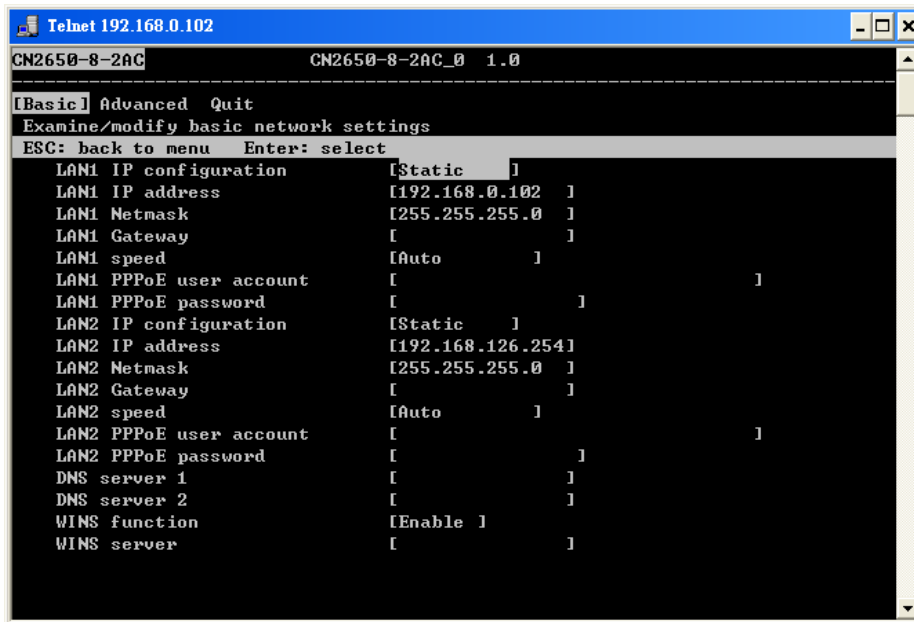 Telnet 192.168.0.102
CN2650-8-2AC CN2650-8-2AC_0 1.0
[Basic] Advanced Quit
Examine/modify basic network settings
ESC: back to menu Enter: select
LAN1 IP configuration [Static ]
LAN1 IP address [192.168.0.102 ]
LAN1 Netmask [255.255.255.0 ]
LAN1 Gateway [ ]
LAN1 speed [Auto ]
LAN1 PPPoE user account [ ]
LAN1 PPPoE password [ ]
LAN2 IP configuration [Static ]
LAN2 IP address [192.168.126.254]
LAN2 Netmask [255.255.255.0 ]
LAN2 Gateway [ ]
LAN2 speed [Auto ]
LAN2 PPPoE user account [ ]
LAN2 PPPoE password [ ]
DNS server 1 [ ]
DNS server 2 [ ]
WINS function [Enable ]
WINS server [ ]